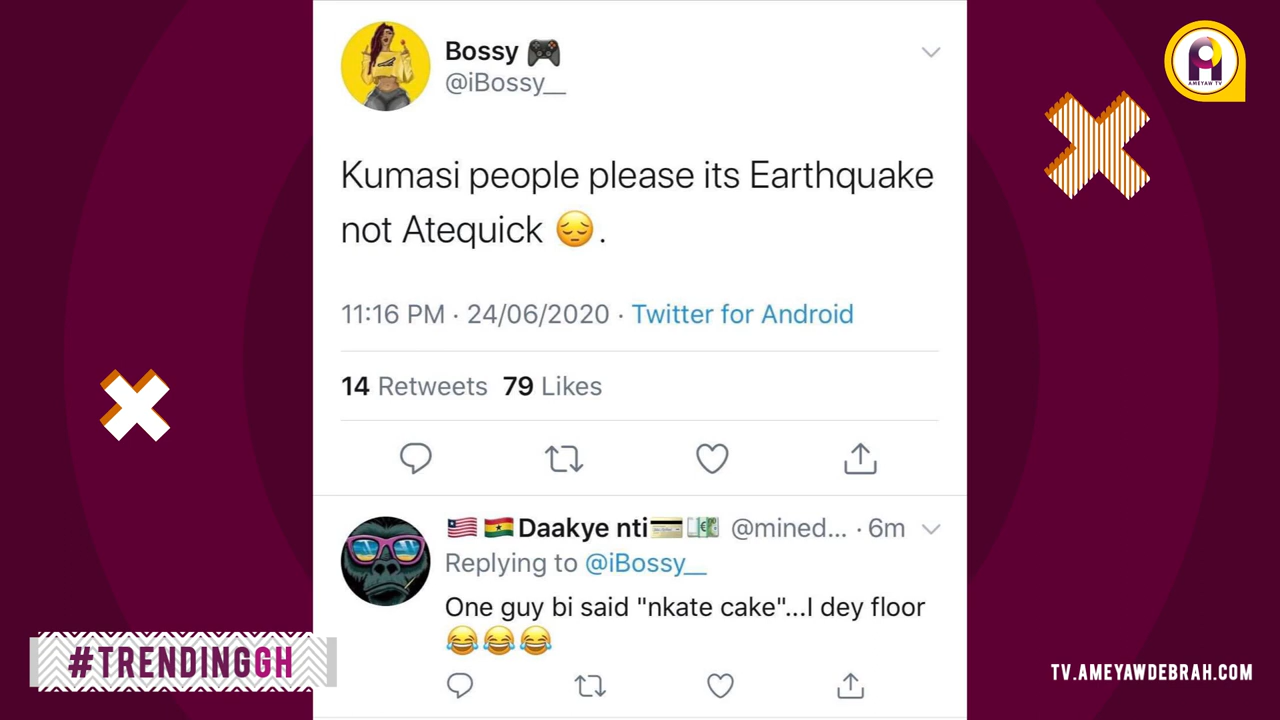 Bossy 🎮
@iBossy__
Kumasi people please its Earthquake
not Atequick 😔.
11:16 PM · 24/06/2020 · Twitter for Android
14 Retweets 79 Likes
🇱🇷 🇬🇭Daakye nti💳💶 @mined... · 6m
Replying to @iBossy__
One guy bi said "nkate cake"...I dey floor
😂😂😂
AMEYAW TV
#TRENDINGGH
TV.AMEYAWDEBRAH.COM